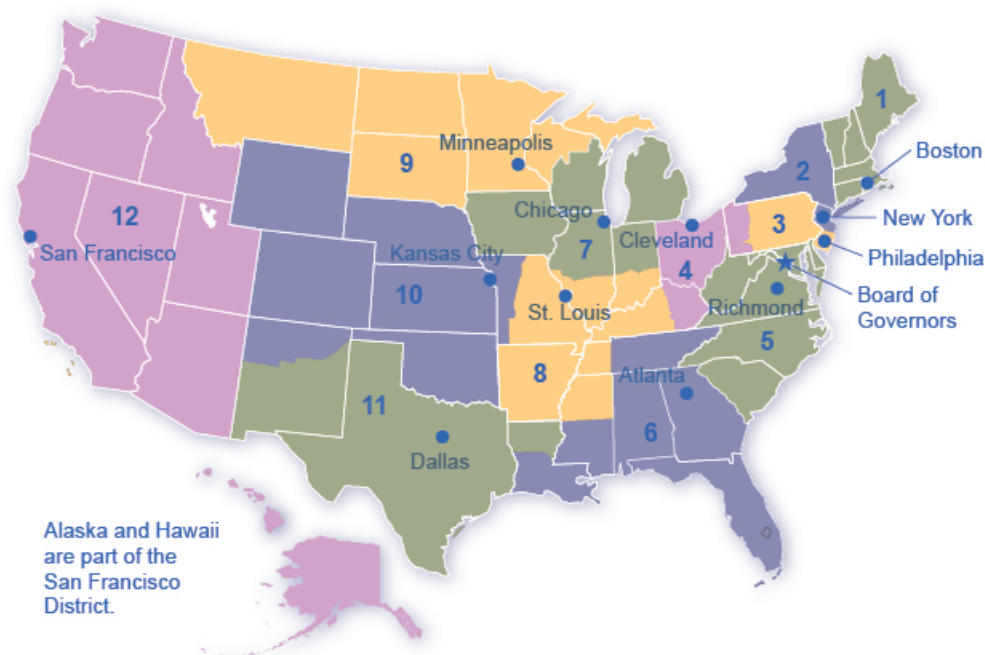 1
Boston
2
Minneapolis
9
Chicago
New York
12
3
San Francisco
Cleveland
7
Philadelphia
Kansas City
4
10
St. Louis
Richmond
Board of
Governors
5
8
Atlanta
11
6
Dallas
Alaska and Hawaii
are part of the
San Francisco
District.